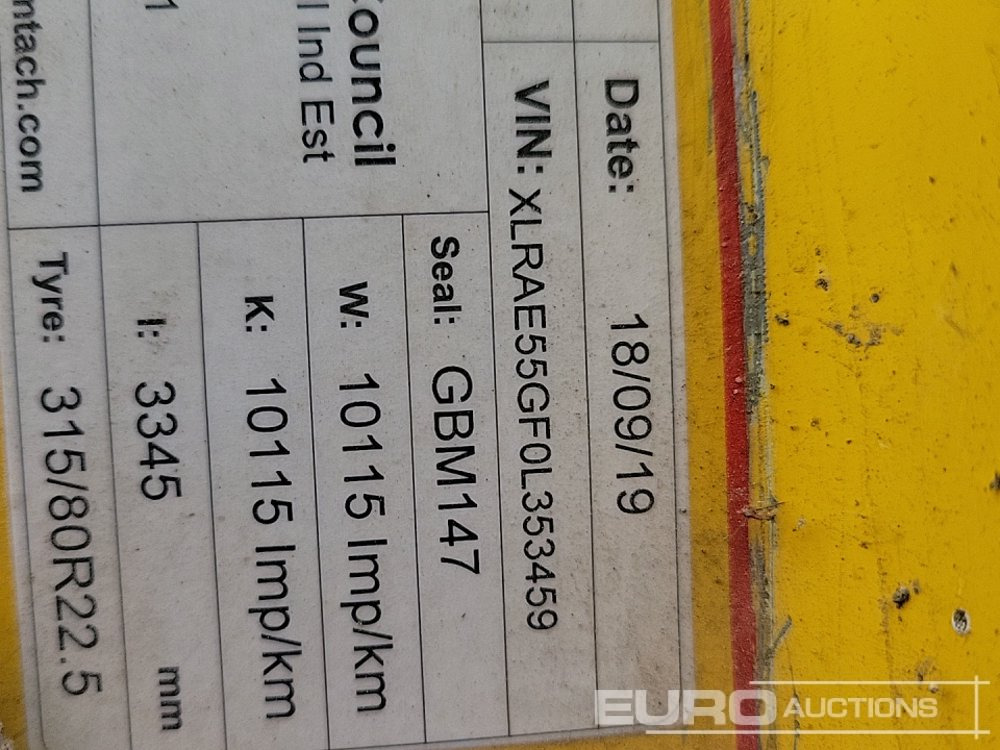 Date: 18/09/19
VIN: XLRAE55GF0L353459
Council
Ind Est
Seal: GBM147
W: 10115 Imp/km
K: 10115 Imp/km
l: 3345 mm
Tyre: 315/80R22.5
ntach.com
EURO AUCTIONS